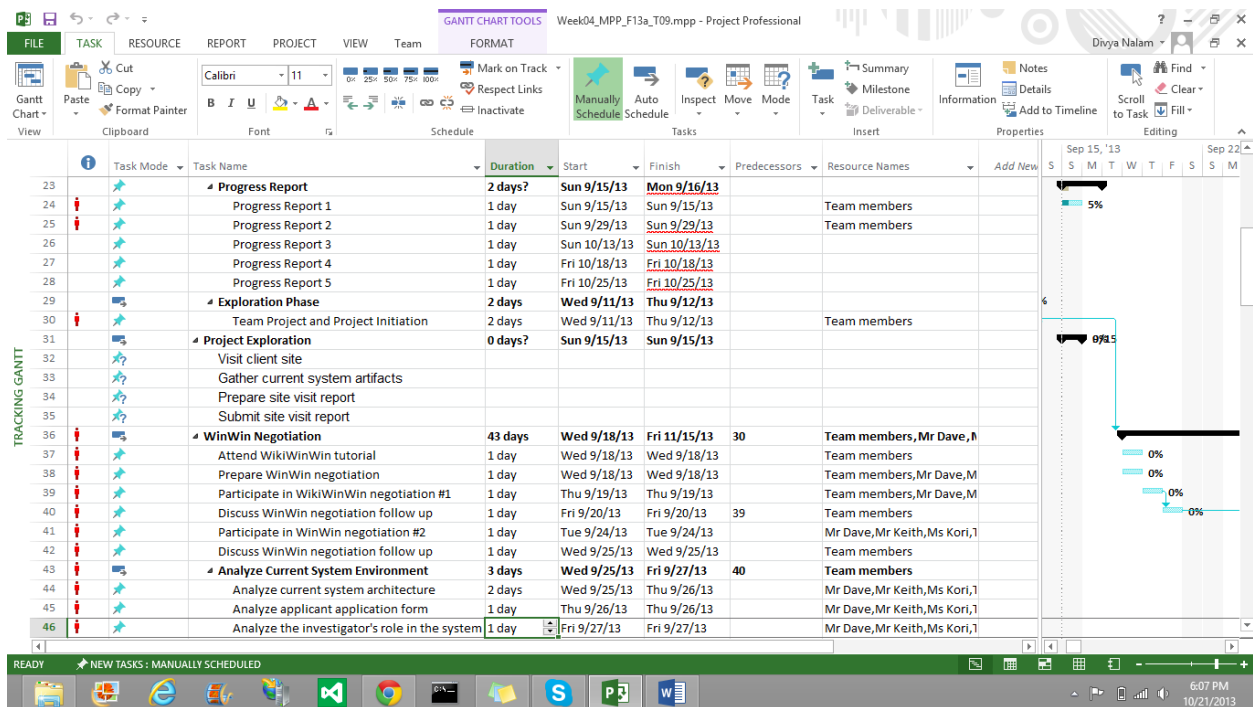 GANTT CHART TOOLS Week04_MPP_F13a_T09.mpp - Project Professional ?
FILE TASK RESOURCE REPORT PROJECT VIEW Team FORMAT Divya Nalam
Gantt Chart
View
Paste
Cut
Copy
Format Painter
Clipboard
Calibri 11
B I U A
Font
0% 25% 50% 75% 100%
Mark on Track
Respect Links
Inactivate
Schedule
Manually Schedule
Auto Schedule
Inspect Move Mode
Tasks
Task
Summary
Milestone
Deliverable
Insert
Information
Notes
Details
Add to Timeline
Properties
Scroll to Task
Find
Clear
Fill
Editing
Sep 15, '13 Sep 22
Task Mode Task Name Duration Start Finish Predecessors Resource Names Add New S S M T W T F S S M
23 Progress Report 2 days? Sun 9/15/13 Mon 9/16/13
24 Progress Report 1 1 day Sun 9/15/13 Sun 9/15/13 Team members 5%
25 Progress Report 2 1 day Sun 9/29/13 Sun 9/29/13 Team members
26 Progress Report 3 1 day Sun 10/13/13 Sun 10/13/13
27 Progress Report 4 1 day Fri 10/18/13 Fri 10/18/13
28 Progress Report 5 1 day Fri 10/25/13 Fri 10/25/13
29 Exploration Phase 2 days Wed 9/11/13 Thu 9/12/13 %
30 Team Project and Project Initiation 2 days Wed 9/11/13 Thu 9/12/13 Team members
31 Project Exploration 0 days? Sun 9/15/13 Sun 9/15/13
32 Visit client site
33 Gather current system artifacts
34 Prepare site visit report
35 Submit site visit report
36 WinWin Negotiation 43 days Wed 9/18/13 Fri 11/15/13 30 Team members,Mr Dave,M
37 Attend WikiWinWin tutorial 1 day Wed 9/18/13 Wed 9/18/13 Team members 0%
38 Prepare WinWin negotiation 1 day Wed 9/18/13 Wed 9/18/13 Team members,Mr Dave,M 0%
39 Participate in WikiWinWin negotiation #1 1 day Thu 9/19/13 Thu 9/19/13 Team members,Mr Dave,M 0%
40 Discuss WinWin negotiation follow up 1 day Fri 9/20/13 Fri 9/20/13 39 Team members 0%
41 Participate in WinWin negotiation #2 1 day Tue 9/24/13 Tue 9/24/13 Mr Dave,Mr Keith,Ms Kori,T
42 Discuss WinWin negotiation follow up 1 day Wed 9/25/13 Wed 9/25/13 Team members
43 Analyze Current System Environment 3 days Wed 9/25/13 Fri 9/27/13 40 Team members
44 Analyze current system architecture 2 days Wed 9/25/13 Thu 9/26/13 Mr Dave,Mr Keith,Ms Kori,T
45 Analyze applicant application form 1 day Thu 9/26/13 Thu 9/26/13 Mr Dave,Mr Keith,Ms Kori,T
46 Analyze the investigator's role in the system 1 day Fri 9/27/13 Fri 9/27/13 Mr Dave,Mr Keith,Ms Kori,T
TRACKING GANTT
READY NEW TASKS : MANUALLY SCHEDULED
6:07 PM
10/21/2013